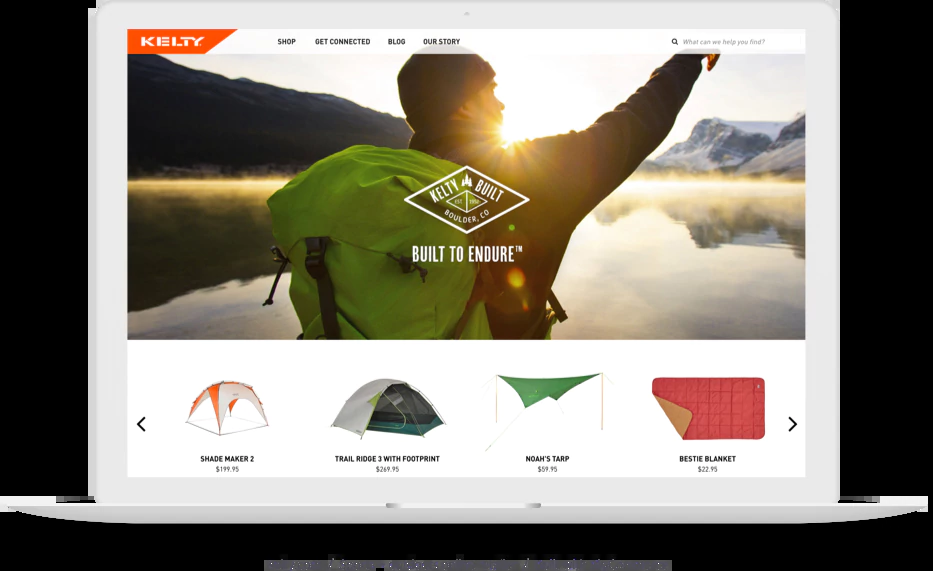 KELTY
SHOP GET CONNECTED BLOG OUR STORY What can we help you find?
KELTY BUILT
EST. 1952
BOULDER, CO
BUILT TO ENDURE™
SHADE MAKER 2 TRAIL RIDGE 3 WITH FOOTPRINT NOAH'S TARP BESTIE BLANKET
$199.95 $269.95 $59.95 $22.95